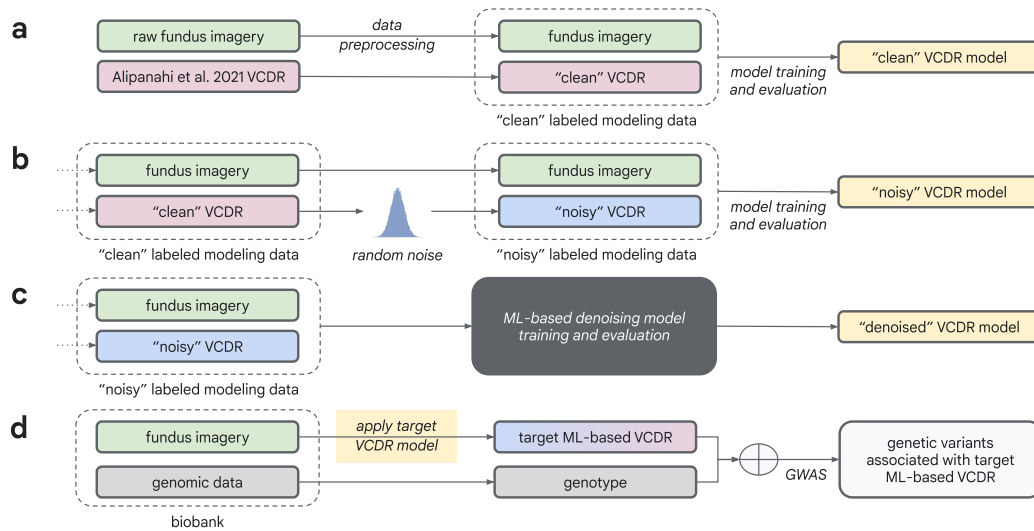 a
raw fundus imagery
data
preprocessing
fundus imagery
Alipanahi et al. 2021 VCDR
“clean” VCDR
“clean” labeled modeling data
model training
and evaluation
“clean” VCDR model
b
fundus imagery
“clean” VCDR
“clean” labeled modeling data
random noise
fundus imagery
“noisy” VCDR
“noisy” labeled modeling data
model training
and evaluation
“noisy” VCDR model
c
fundus imagery
“noisy” VCDR
“noisy” labeled modeling data
ML-based denoising model
training and evaluation
“denoised” VCDR model
d
fundus imagery
genomic data
biobank
apply target
VCDR model
target ML-based VCDR
genotype
GWAS
genetic variants
associated with target
ML-based VCDR